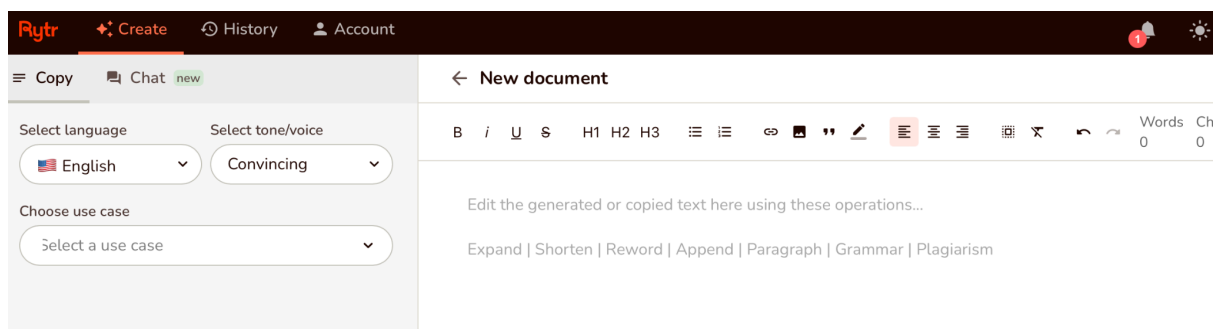 Rytr Create History Account 1
Copy Chat new
New document
Select language Select tone/voice
English Convincing
Choose use case
Select a use case
B i U S H1 H2 H3 Words Ch
0 0
Edit the generated or copied text here using these operations...
Expand | Shorten | Reword | Append | Paragraph | Grammar | Plagiarism